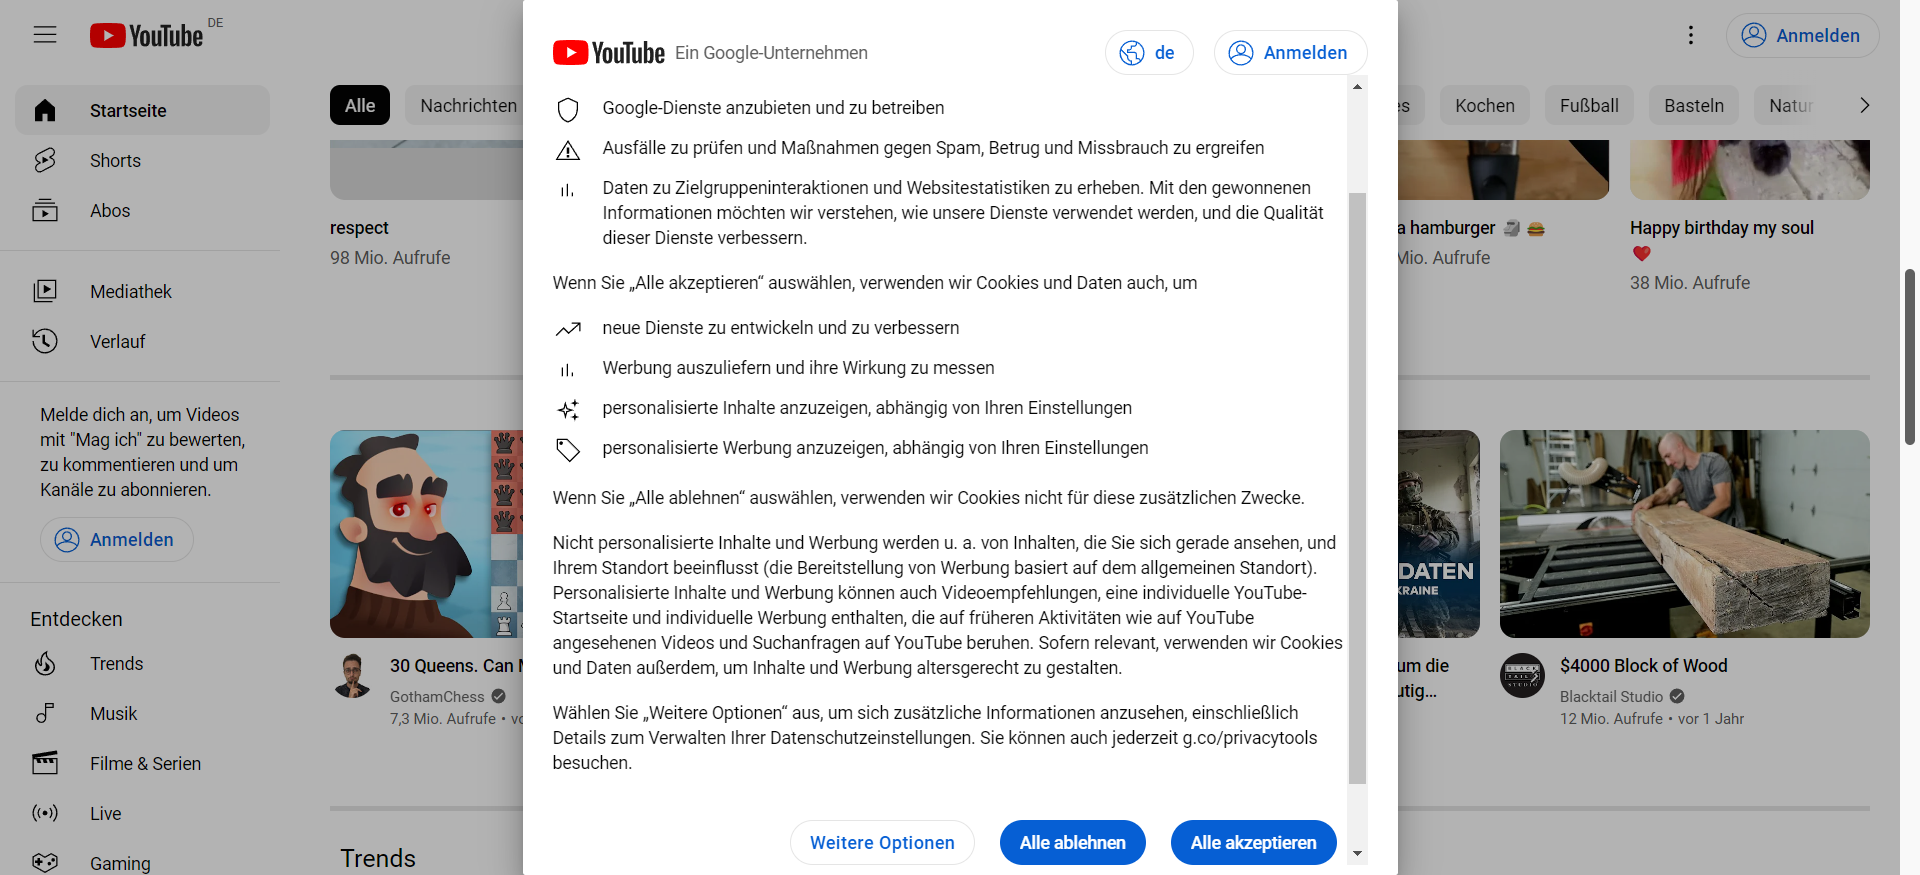 YouTube DE
Anmelden
Startseite
Shorts
Abos
Mediathek
Verlauf
Melde dich an, um Videos
mit "Mag ich" zu bewerten,
zu kommentieren und um
Kanäle zu abonnieren.
Anmelden
Entdecken
Trends
Musik
Filme & Serien
Live
Gaming
Alle
Nachrichten
Kochen
Fußball
Basteln
Natur
respect
98 Mio. Aufrufe
a hamburger 🗿 🍔
Mio. Aufrufe
Happy birthday my soul
❤️
38 Mio. Aufrufe
YouTube Ein Google-Unternehmen
de
Anmelden
Google-Dienste anzubieten und zu betreiben
Ausfälle zu prüfen und Maßnahmen gegen Spam, Betrug und Missbrauch zu ergreifen
Daten zu Zielgruppeninteraktionen und Websitestatistiken zu erheben. Mit den gewonnenen
Informationen möchten wir verstehen, wie unsere Dienste verwendet werden, und die Qualität
dieser Dienste verbessern.
Wenn Sie „Alle akzeptieren“ auswählen, verwenden wir Cookies und Daten auch, um
neue Dienste zu entwickeln und zu verbessern
Werbung auszuliefern und ihre Wirkung zu messen
personalisierte Inhalte anzuzeigen, abhängig von Ihren Einstellungen
personalisierte Werbung anzuzeigen, abhängig von Ihren Einstellungen
Wenn Sie „Alle ablehnen“ auswählen, verwenden wir Cookies nicht für diese zusätzlichen Zwecke.
Nicht personalisierte Inhalte und Werbung werden u. a. von Inhalten, die Sie sich gerade ansehen, und
Ihrem Standort beeinflusst (die Bereitstellung von Werbung basiert auf dem allgemeinen Standort).
Personalisierte Inhalte und Werbung können auch Videoempfehlungen, eine individuelle YouTube-
Startseite und individuelle Werbung enthalten, die auf früheren Aktivitäten wie auf YouTube
angesehenen Videos und Suchanfragen auf YouTube beruhen. Sofern relevant, verwenden wir Cookies
und Daten außerdem, um Inhalte und Werbung altersgerecht zu gestalten.
Wählen Sie „Weitere Optionen“ aus, um sich zusätzliche Informationen anzusehen, einschließlich
Details zum Verwalten Ihrer Datenschutzeinstellungen. Sie können auch jederzeit g.co/privacytools
besuchen.
Weitere Optionen
Alle ablehnen
Alle akzeptieren
30 Queens. Can
GothamChess
7,3 Mio. Aufrufe •
DATEN
KRAINE
um die
utig...
BLACK
TAIL
STUDIO
$4000 Block of Wood
Blacktail Studio
12 Mio. Aufrufe • vor 1 Jahr
Trends